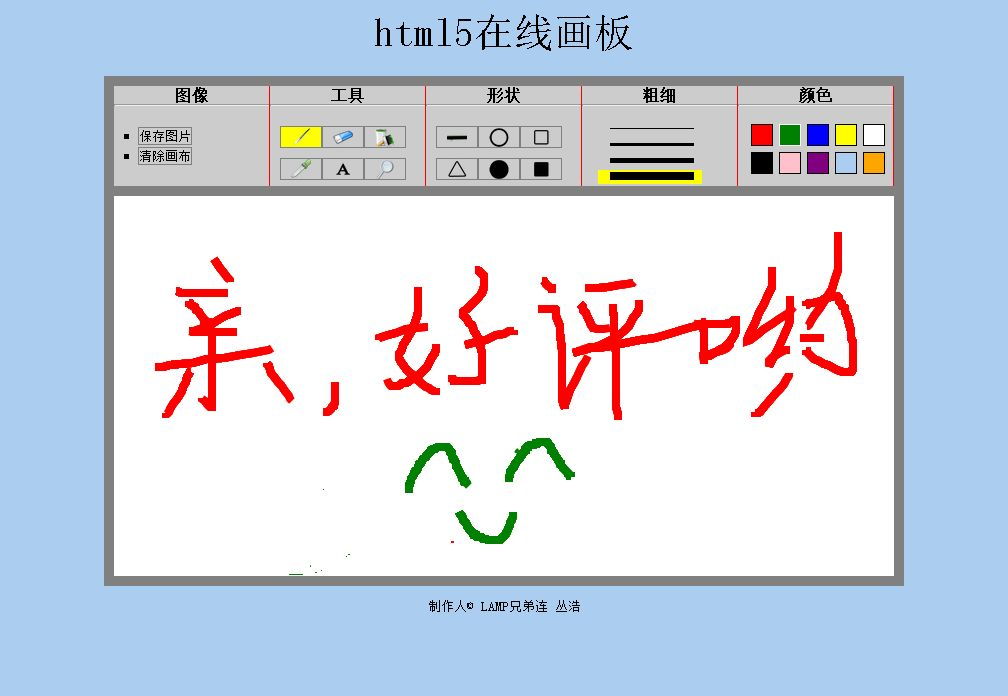 html5在线画板
图像 工具 形状 粗细 颜色
保存图片
清除画布
A
亲,好评哟
制作人© LAMP兄弟连 丛浩